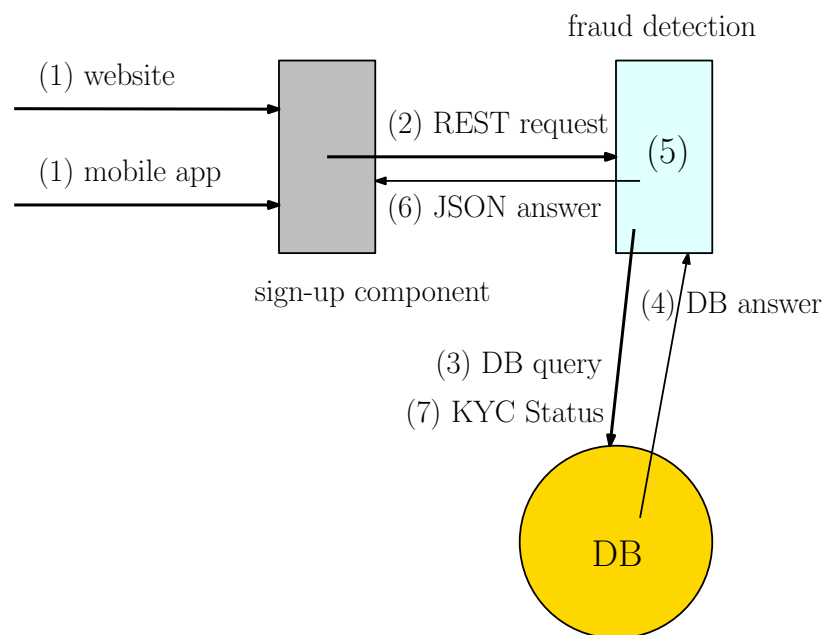 fraud detection
(1) website
(2) REST request
(5)
(1) mobile app
(6) JSON answer
sign-up component
(4) DB answer
(3) DB query
(7) KYC Status
DB